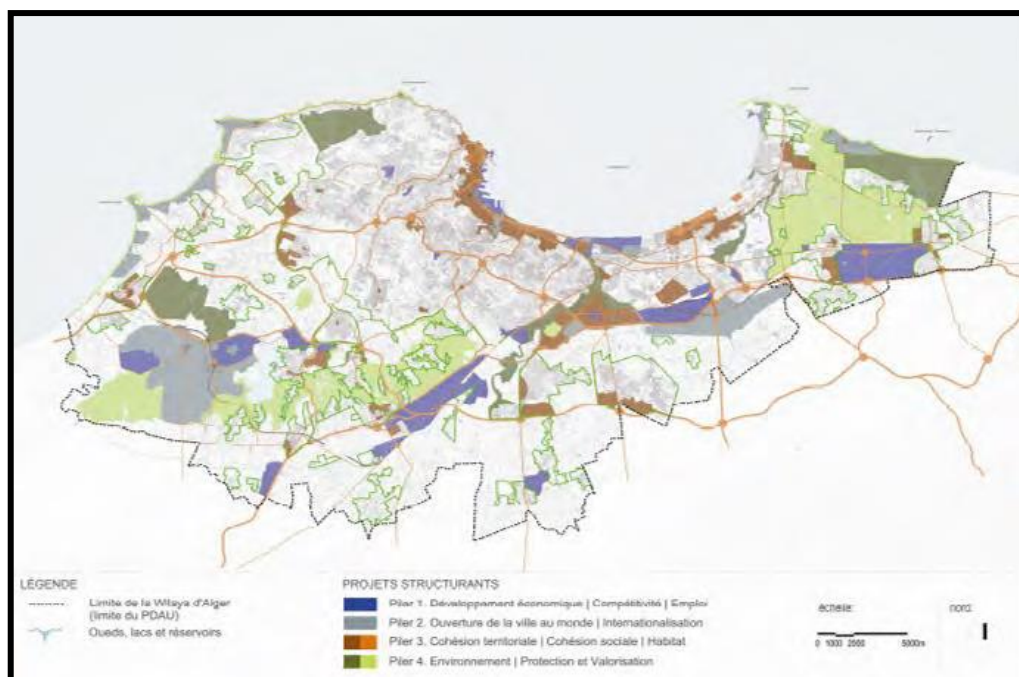 LÉGENDE
Limite de la Wilaya d'Alger
(limite du PDAU)
Oueds, lacs et réservoirs
PROJETS STRUCTURANTS
Pilier 1. Développement économique | Compétitivité | Emploi
Pilier 2. Ouverture de la ville au monde | Internationalisation
Pilier 3. Cohésion territoriale | Cohésion sociale | Habitat
Pilier 4. Environnement | Protection et Valorisation
échelle:
0 1000 2000 5000m
nord: